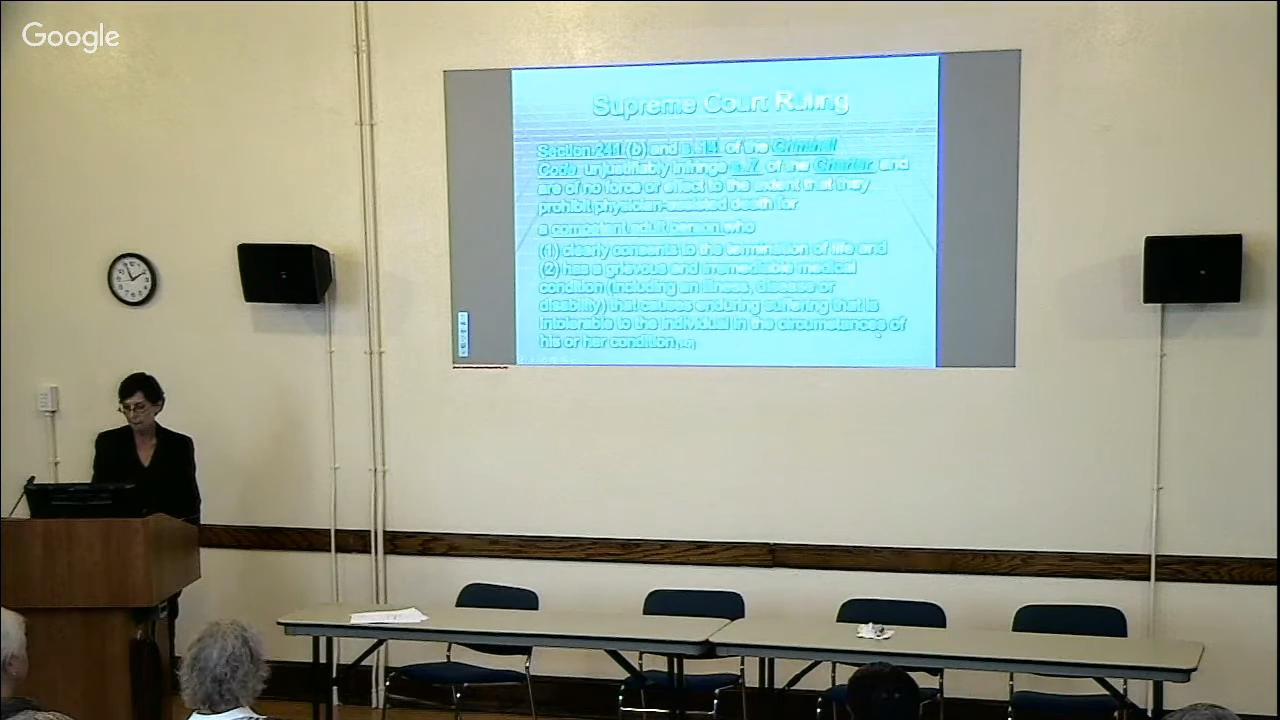 Google
Supreme Court Ruling
Section 241 (b) and s.14 of the Criminal
Code unjustifiably infringe s. 7 of the Charter and
are of no force or effect to the extent that they
prohibit physician-assisted death for
a competent adult person who
(1) clearly consents to the termination of life and
(2) has a grievous and irremediable medical
condition (including an illness, disease or
disability) that causes enduring suffering that is
intolerable to the individual in the circumstances of
his or her condition